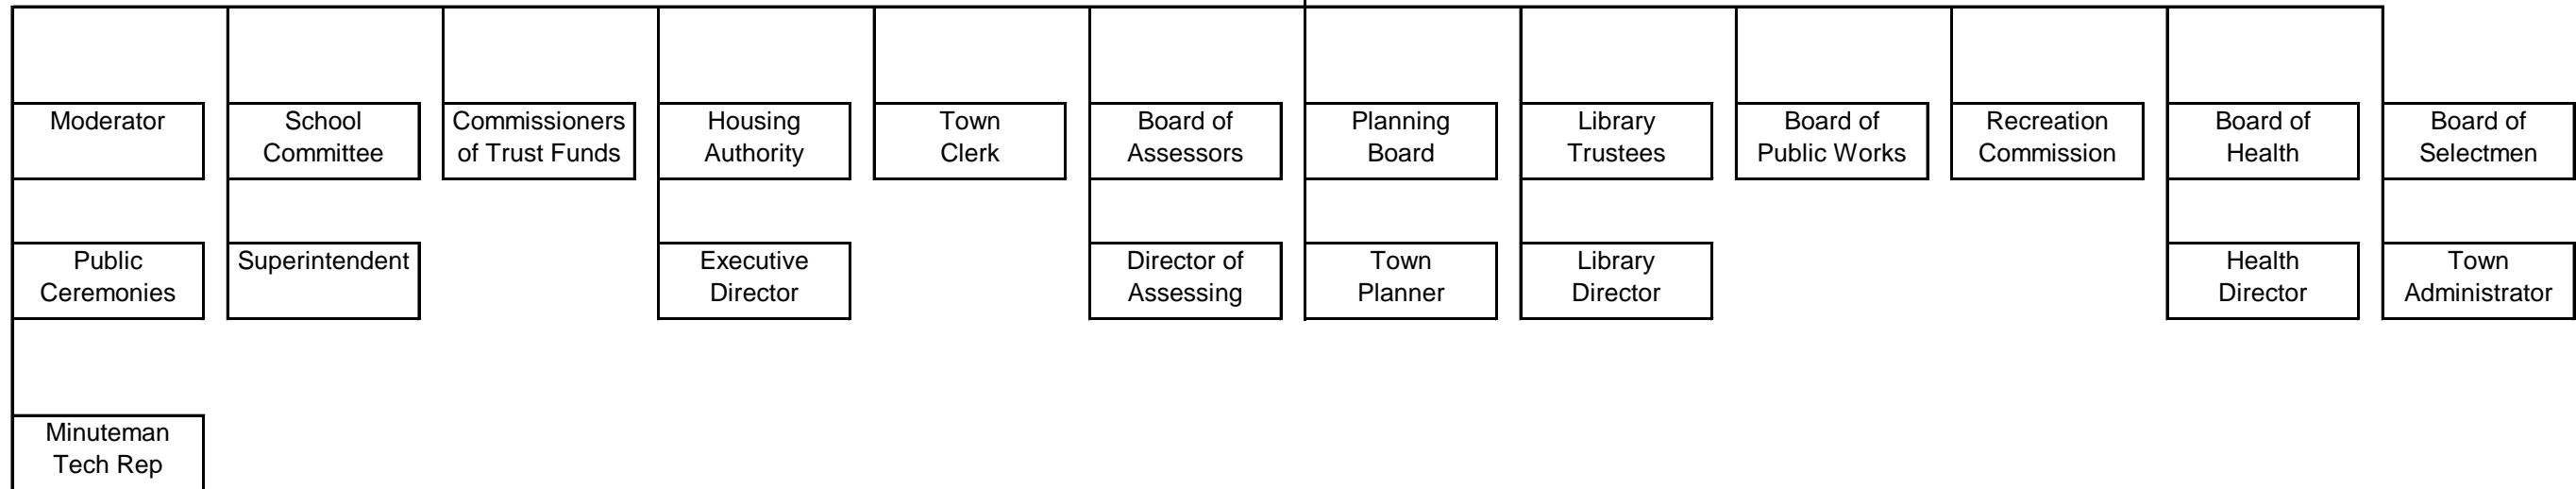 Moderator
School
Committee
Commissioners
of Trust Funds
Housing
Authority
Town
Clerk
Board of
Assessors
Planning
Board
Library
Trustees
Board of
Public Works
Recreation
Commission
Board of
Health
Board of
Selectmen
Public
Ceremonies
Superintendent
Executive
Director
Director of
Assessing
Town
Planner
Library
Director
Health
Director
Town
Administrator
Minuteman
Tech Rep